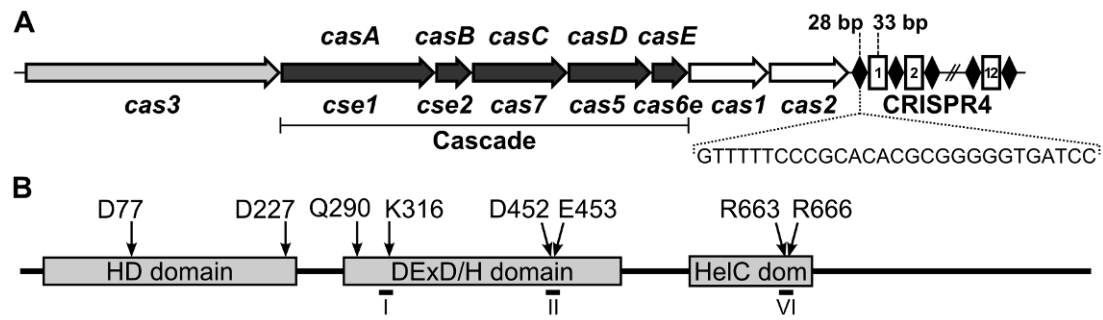 A
28 bp 33 bp
casA casB casC casD casE
1 2 12
cas3 cse1 cse2 cas7 cas5 cas6e cas1 cas2 CRISPR4
Cascade
GTTTTTCCCGCACACGCGGGGGTGATCC
B
D77 D227 Q290 K316 D452 E453 R663 R666
HD domain DExD/H domain HelC dom
I II VI